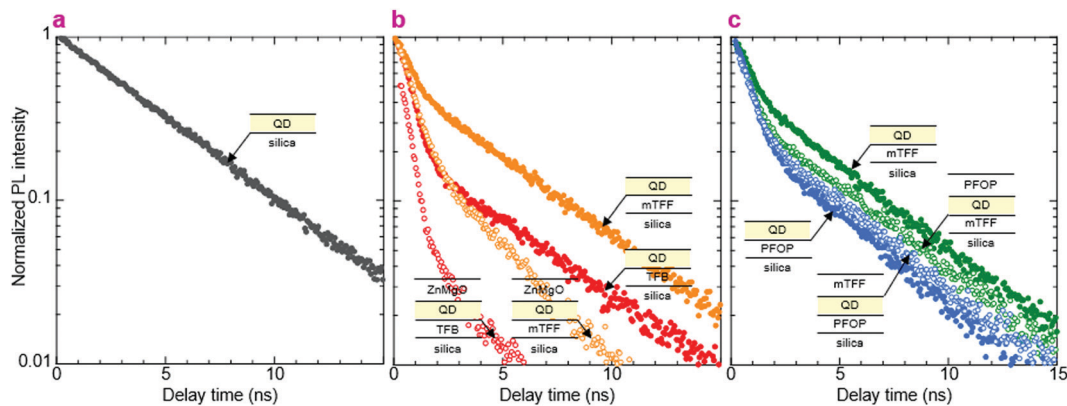 a
b
c
Normalized PL intensity
1
0.1
0.01
QD
silica
0
5
10
Delay time (ns)
QD
mTFF
silica
QD
TFB
silica
ZnMgO
QD
TFB
silica
ZnMgO
QD
mTFF
silica
0
5
10
Delay time (ns)
QD
mTFF
silica
PFOP
QD
mTFF
silica
QD
PFOP
silica
mTFF
QD
PFOP
silica
0
5
10
15
Delay time (ns)